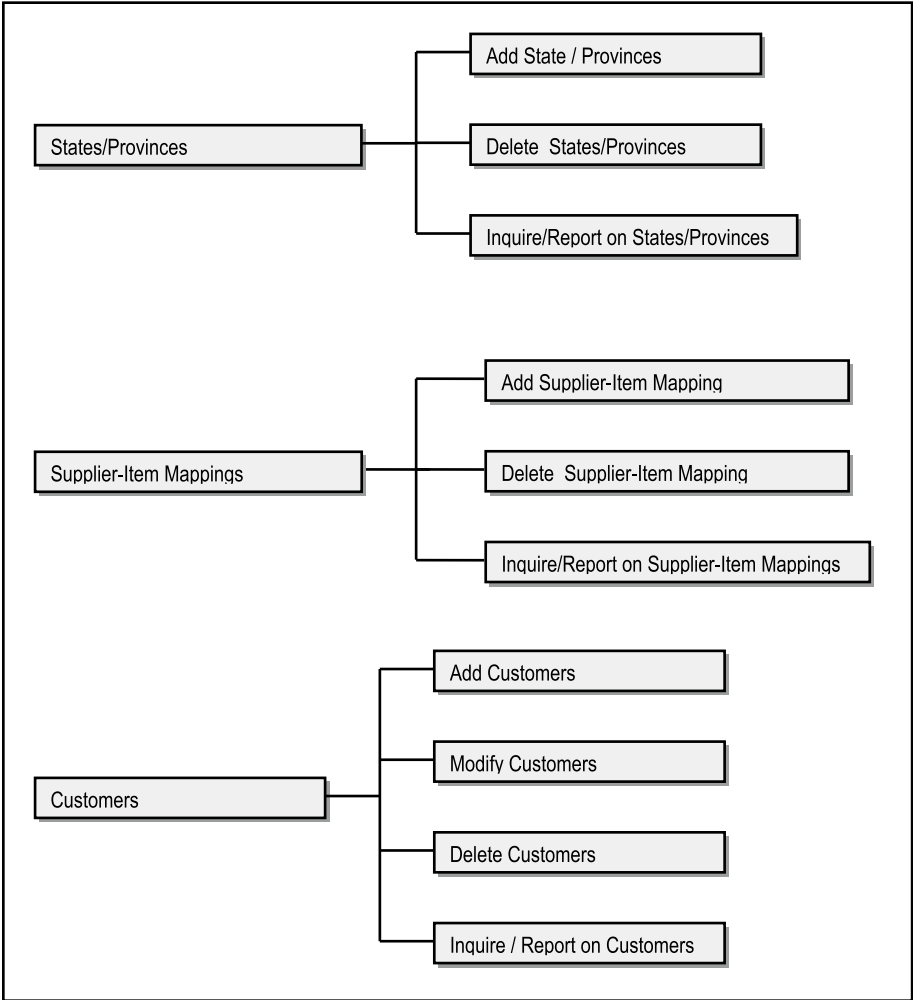 Add State / Provinces
States/Provinces
Delete  States/Provinces
Inquire/Report on States/Provinces
Add Supplier-Item Mapping
Supplier-Item Mappings
Delete  Supplier-Item Mapping
Inquire/Report on Supplier-Item Mappings
Add Customers
Modify Customers
Customers
Delete Customers
Inquire / Report on Customers